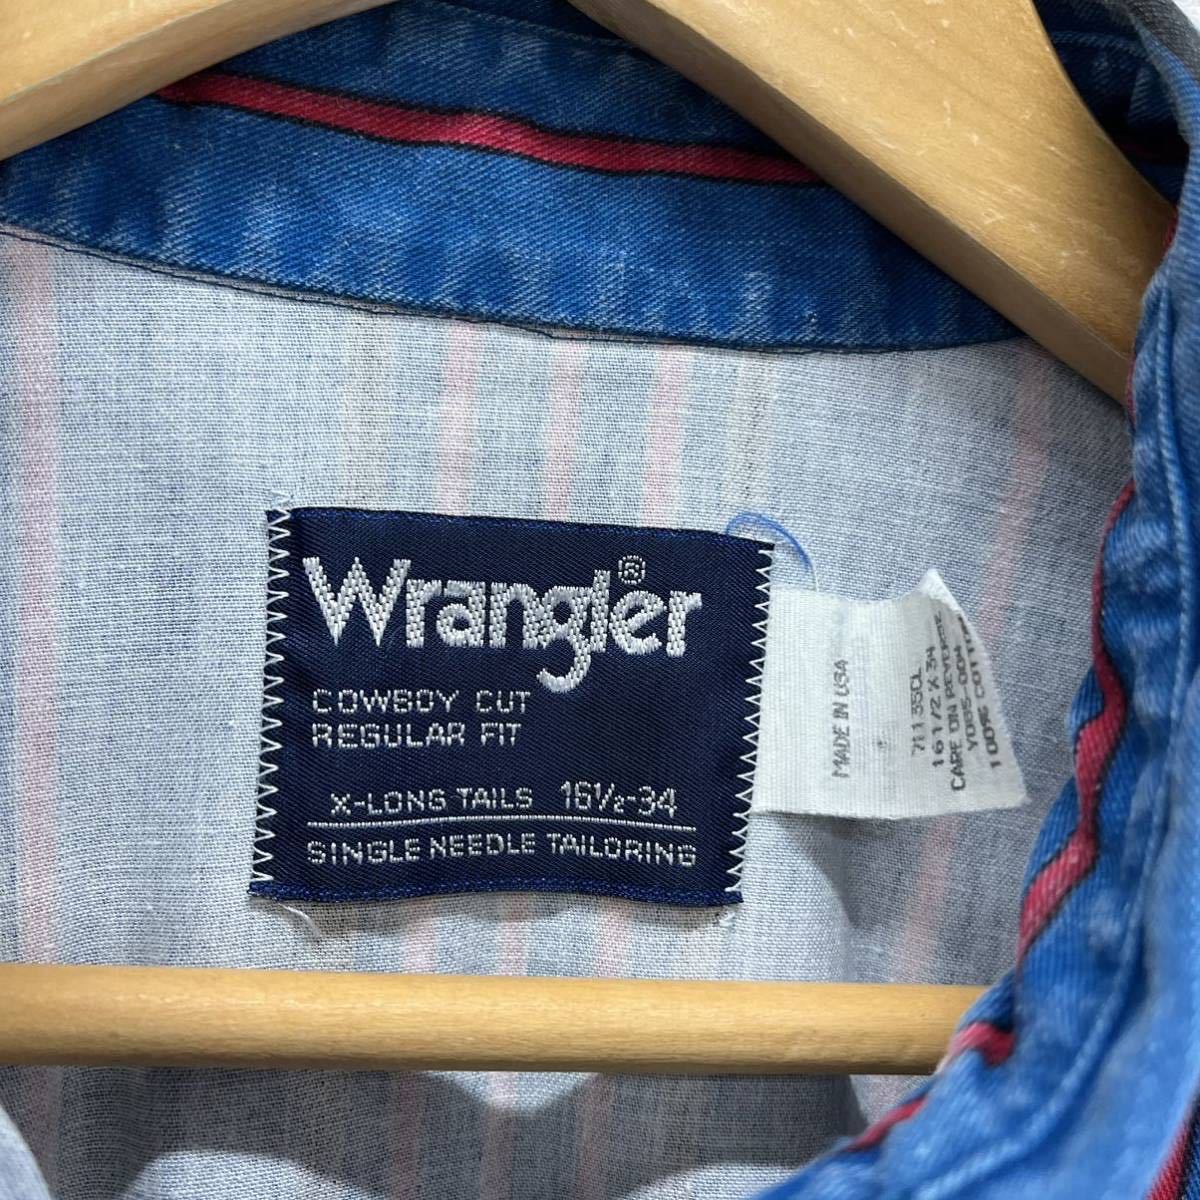 Wrangler®
COWBOY CUT
REGULAR FIT
X-LONG TAILS 16½-34
SINGLE NEEDLE TAILORING
MADE IN USA
16 1/2 X 34
CARE ON REVERSE
100% COTTON